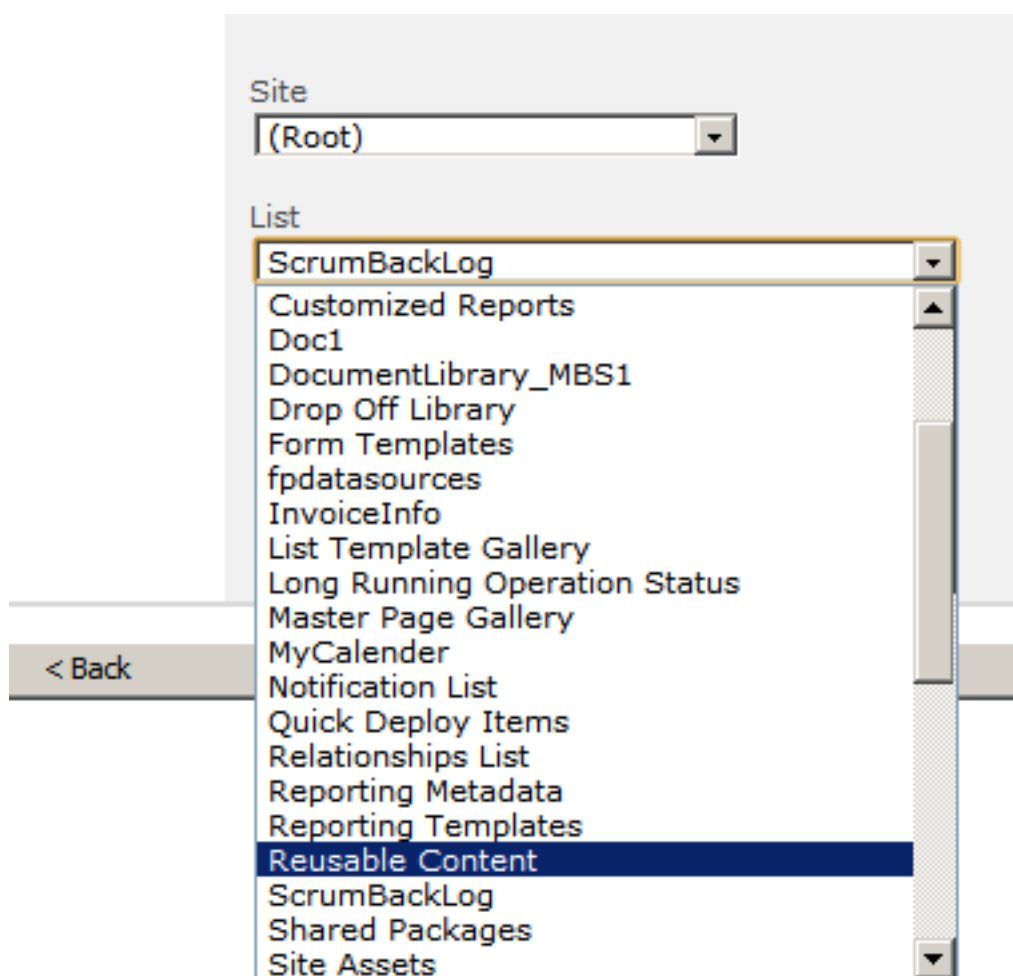 Site
(Root)
List
ScrumBackLog
Customized Reports
Doc1
DocumentLibrary_MBS1
Drop Off Library
Form Templates
fpdatasources
InvoiceInfo
List Template Gallery
Long Running Operation Status
Master Page Gallery
MyCalender
< Back
Notification List
Quick Deploy Items
Relationships List
Reporting Metadata
Reporting Templates
Reusable Content
ScrumBackLog
Shared Packages
Site Assets